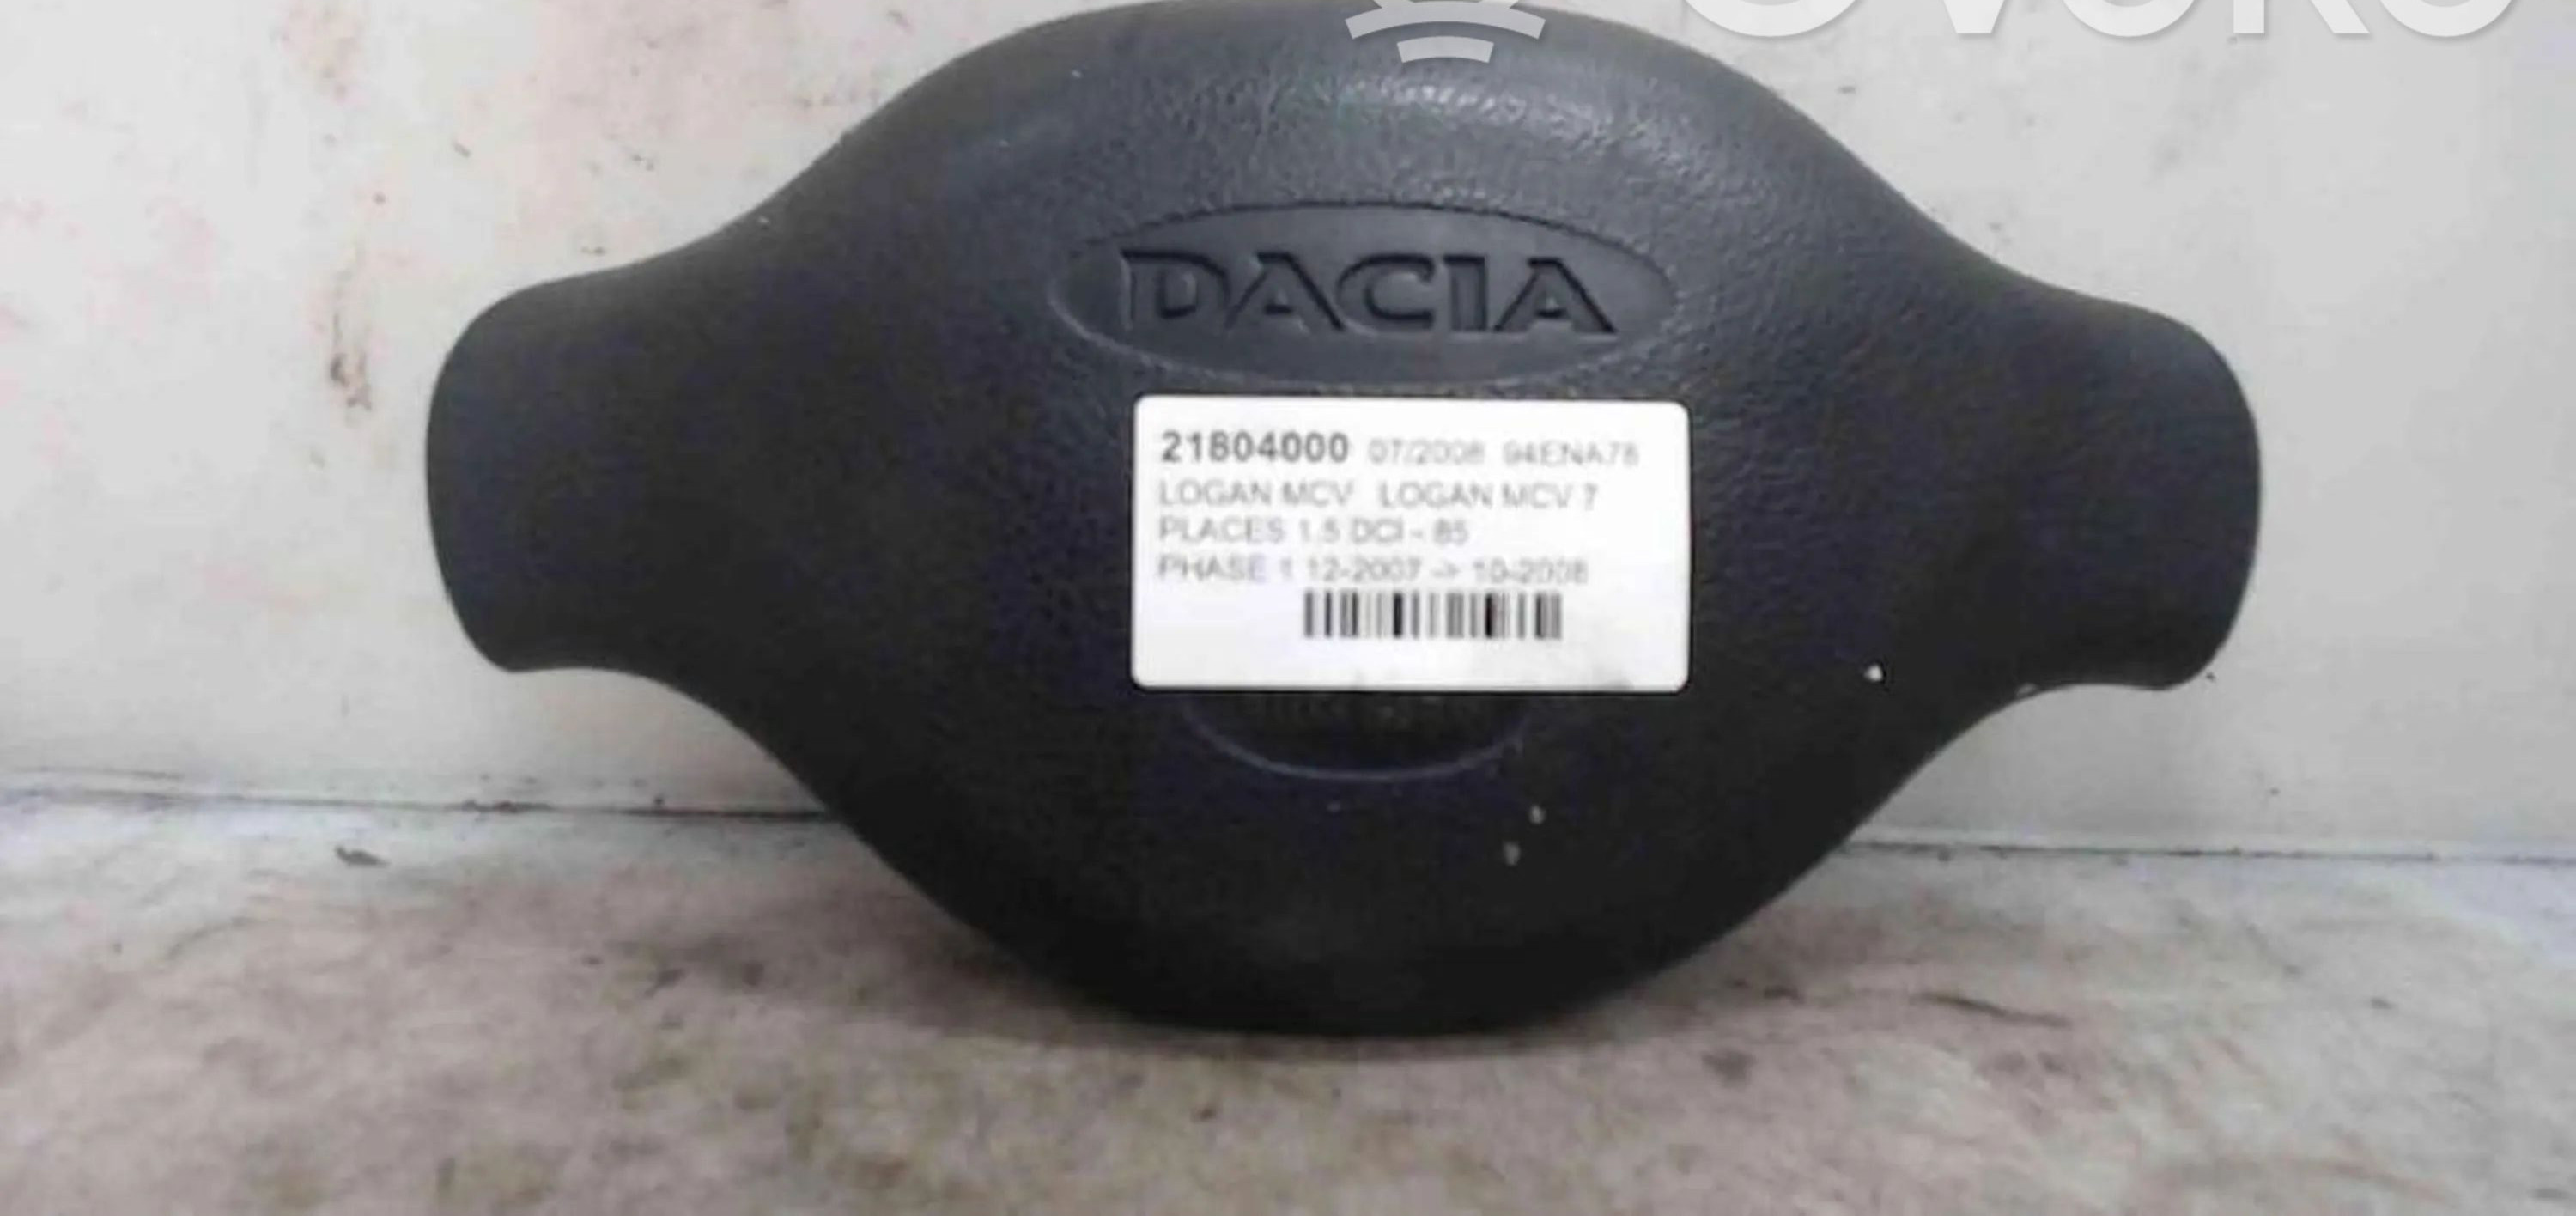 OVOKO
DACIA
21804000 07/2008 94ENA78
LOGAN MCV LOGAN MCV 7
PLACES 1.5 DCI - 85
PHASE 1 12-2007 -> 10-2008